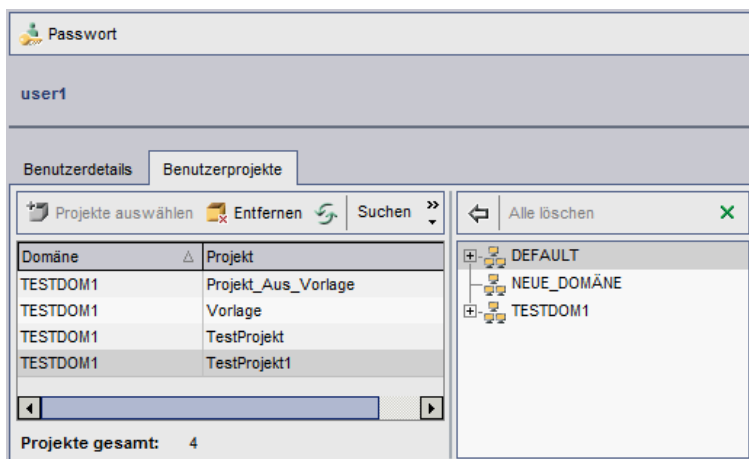 Passwort
user1
Benutzerdetails Benutzerprojekte
Projekte auswählen Entfernen Suchen Alle löschen
Domäne Projekt
TESTDOM1 Projekt_Aus_Vorlage
TESTDOM1 Vorlage
TESTDOM1 TestProjekt
TESTDOM1 TestProjekt1
Projekte gesamt: 4
DEFAULT
NEUE_DOMÄNE
TESTDOM1